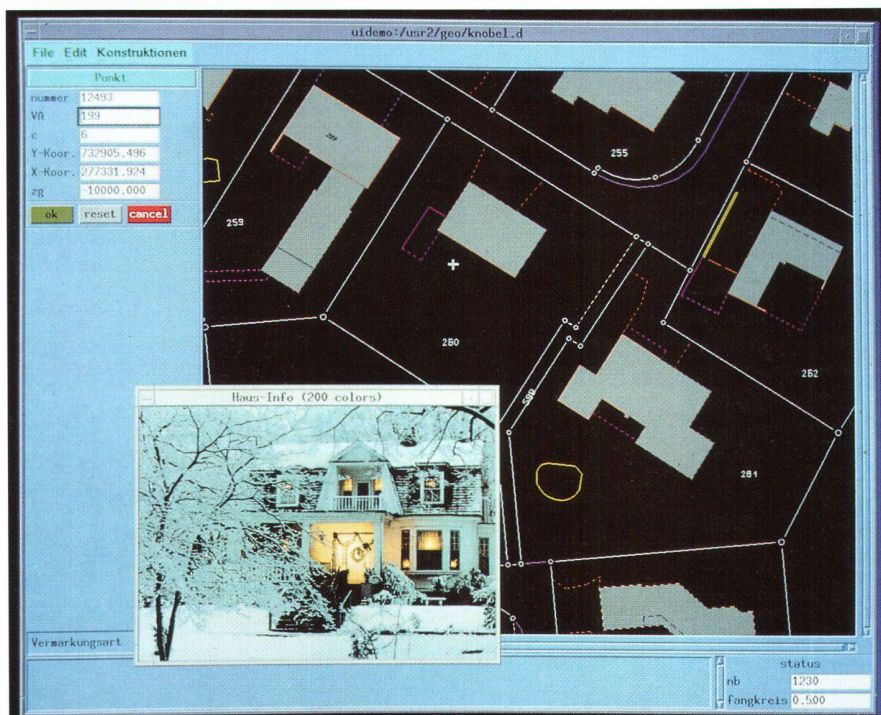 uidemo:/usr2/geo/knobel.d
File Edit Konstruktionen
Punkt
nummer 12493
VA 199
c 6
Y-Koor. 732905.496
X-Koor. 277331.924
zg -10000.000
ok reset cancel
255
259
260
262
261
Haus-Info (200 colors)
Vermarkungsart
status
nb 1230
fangkreis 0.500